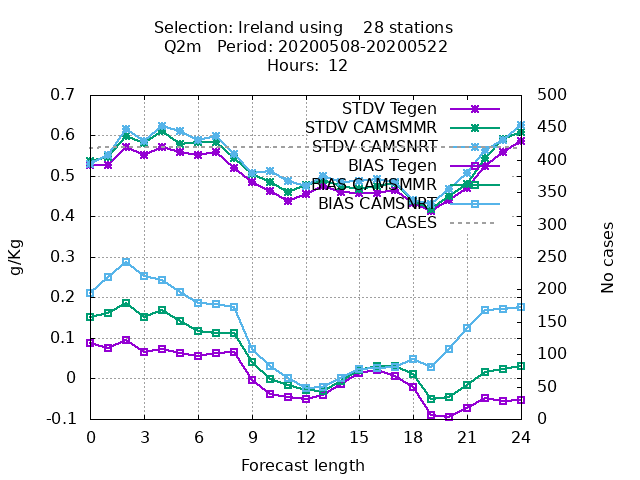 Selection: Ireland using    28 stations
Q2m   Period: 20200508-20200522
Hours: 12
0.7
0.6
0.5
0.4
0.3
0.2
0.1
0
-0.1
g/Kg
STDV Tegen
STDV CAMSMMR
STDV CAMSNRT
BIAS Tegen
BIAS CAMSMMR
BIAS CAMSNRT
CASES
500
450
400
350
300
250
200
150
100
50
0
No cases
0 3 6 9 12 15 18 21 24
Forecast length